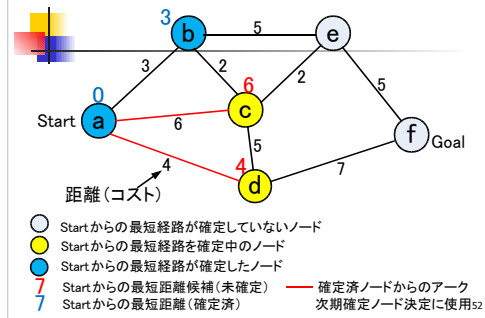 3
b
5
e
3
2
2
5
0
6
Start
a
6
c
f
Goal
5
4
4
d
7
距離(コスト)
Startからの最短経路が確定していないノード
Startからの最短経路を確定中のノード
Startからの最短経路が確定したノード
7 Startからの最短距離候補(未確定)
確定済ノードからのアーク
7 Startからの最短距離(確定済)
次期確定ノード決定に使用52